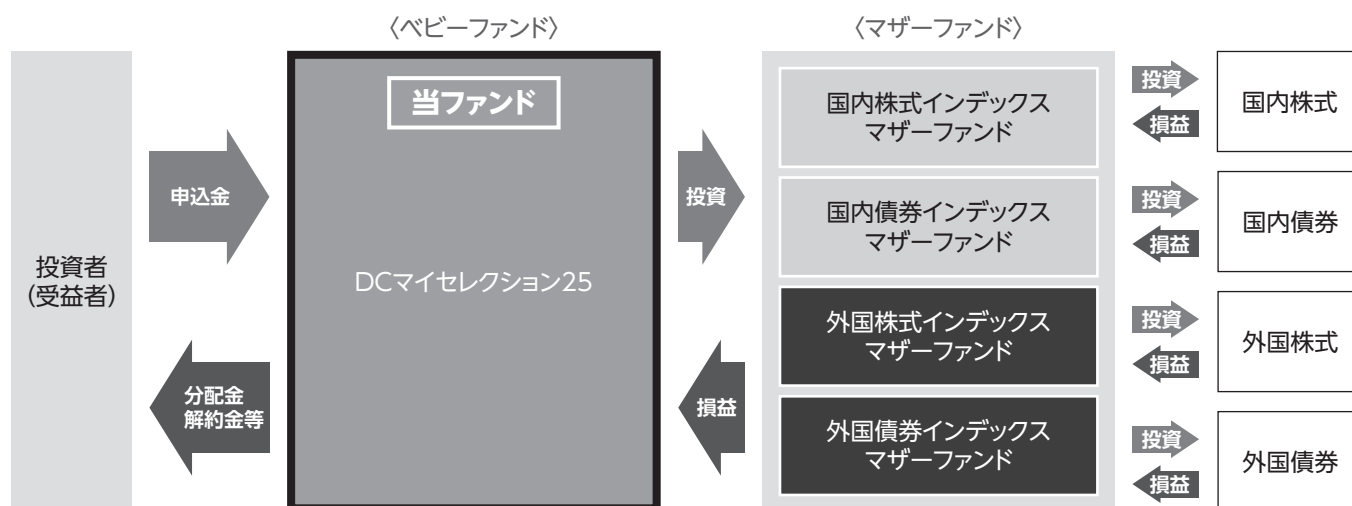 〈ベビーファンド〉
〈マザーファンド〉
投資者
(受益者)
申込金
分配金
解約金等
当ファンド
DCマイセレクション25
投資
損益
国内株式インデックス
マザーファンド
国内債券インデックス
マザーファンド
外国株式インデックス
マザーファンド
外国債券インデックス
マザーファンド
投資
損益
国内株式
投資
損益
国内債券
投資
損益
外国株式
投資
損益
外国債券